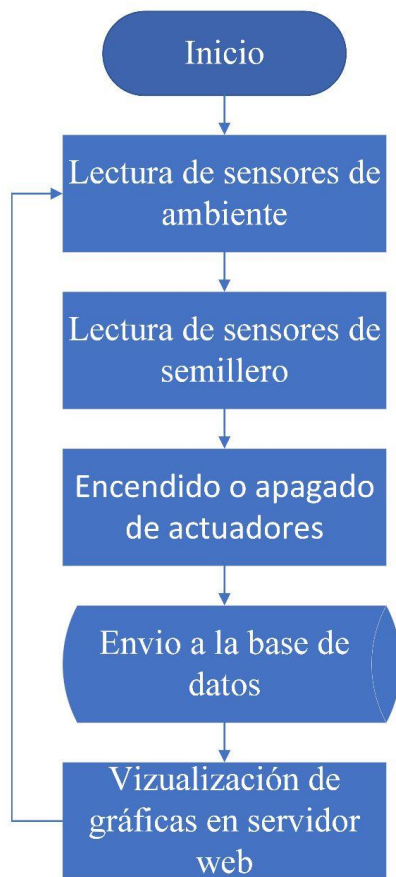 Inicio
Lectura de sensores de
ambiente
Lectura de sensores de
semillero
Encendido o apagado
de actuadores
Envio a la base de
datos
Vizualización de
gráficas en servidor
web